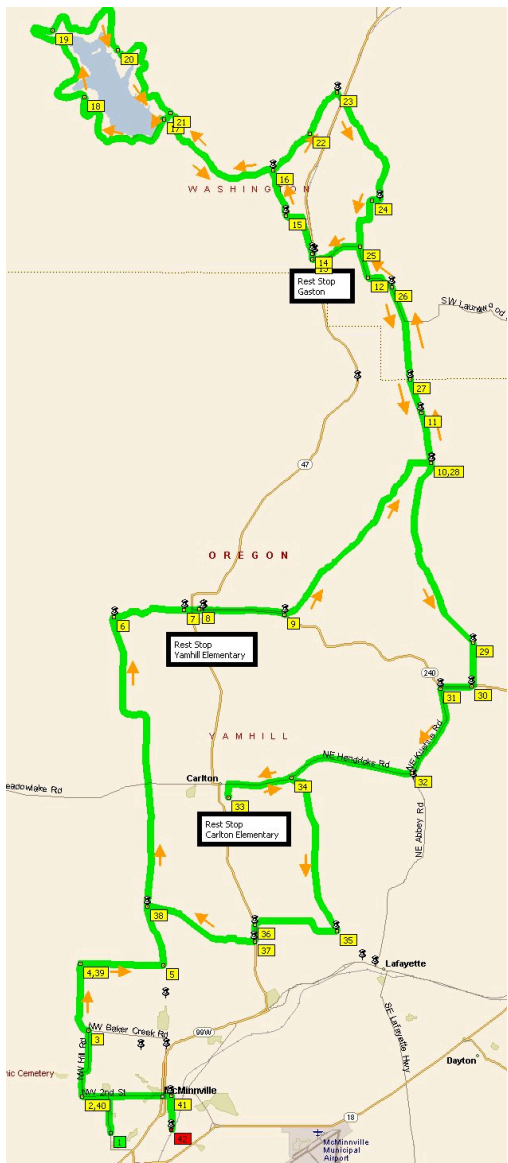 19
20
18
21
17
23
22
16
WASHINGTON
24
15
25
14
13
12
Rest Stop
Gaston
26
27
11
47
10,28
OREGON
6
7
8
9
Rest Stop
Yamhill Elementary
29
240
30
31
YAMHILL
NE Hendricks Rd
NE Kuehne Rd
32
Carlton
34
33
NE Abbey Rd
Rest Stop
Carlton Elementary
38
36
35
37
4,39
5
Lafayette
99W
NW Baker Creek Rd
3
NW Hill Rd
SE Lafayette Hwy
Dayton
nic Cemetery
NW 2nd St
McMinnville
2,40
41
18
1
42
McMinnville
Municipal
Airport